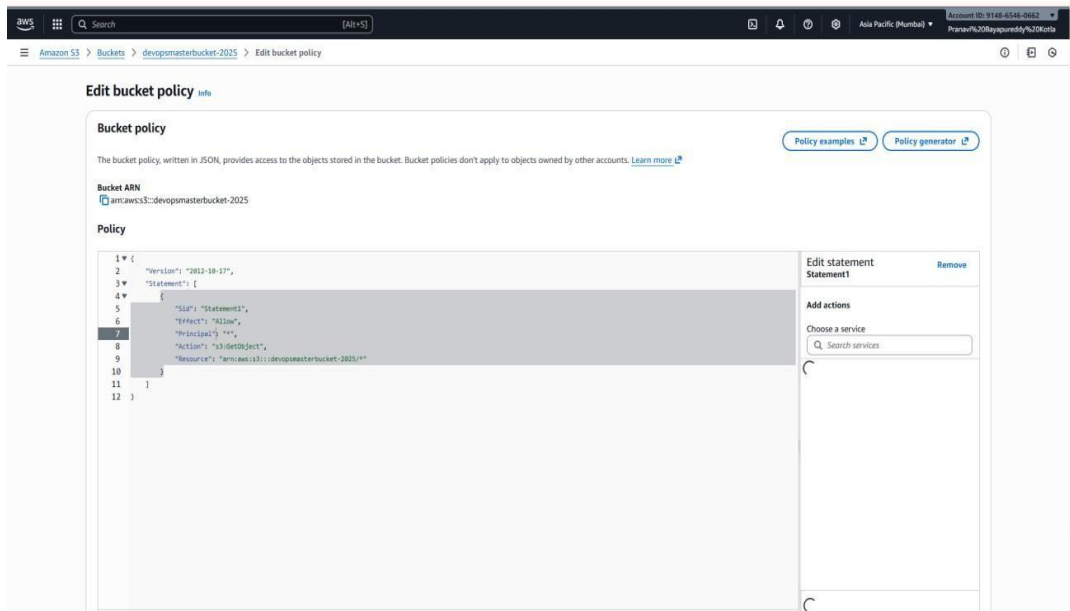 aws
Search
[Alt+S]
Asia Pacific (Mumbai)
Account ID: 9148-6546-0662
Pranavi%20Bayapureddy%20Kotla
Amazon S3 > Buckets > devopsmasterbucket-2025 > Edit bucket policy
Edit bucket policy Info
Bucket policy
Policy examples
Policy generator
The bucket policy, written in JSON, provides access to the objects stored in the bucket. Bucket policies don't apply to objects owned by other accounts. Learn more
Bucket ARN
arn:aws:s3:::devopsmasterbucket-2025
Policy
1 {
2 "Version": "2012-10-17",
3 "Statement": [
4 {
5 "Sid": "Statement1",
6 "Effect": "Allow",
7 "Principal": "*",
8 "Action": "s3:GetObject",
9 "Resource": "arn:aws:s3:::devopsmasterbucket-2025/*"
10 }
11 ]
12 }
Edit statement
Remove
Statement1
Add actions
Choose a service
Search services